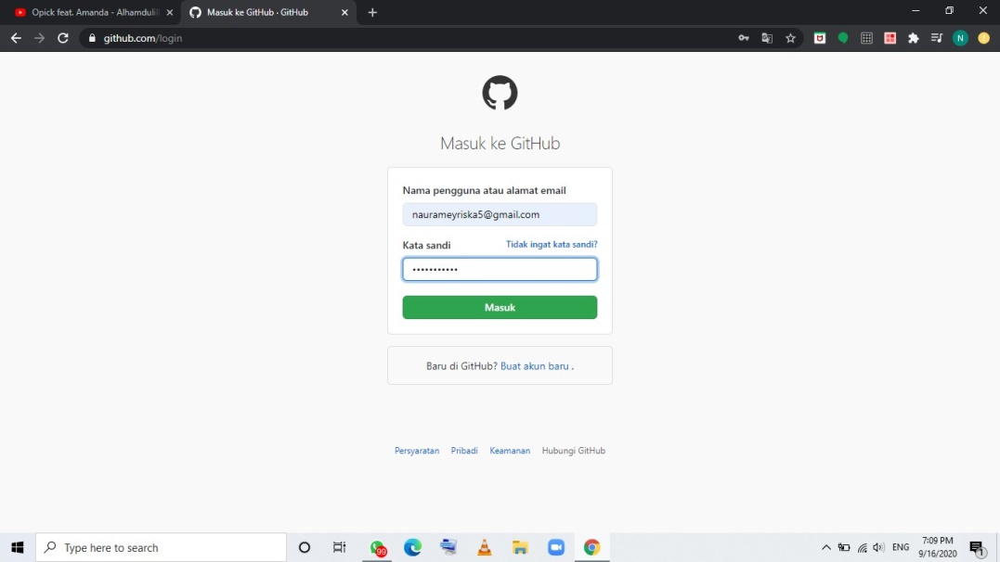 Opick feat. Amanda - Alhamdulill
Masuk ke GitHub · GitHub
github.com/login
N
Masuk ke GitHub
Nama pengguna atau alamat email
naurameyriska5@gmail.com
Kata sandi Tidak ingat kata sandi?
•••••••••••
Masuk
Baru di GitHub? Buat akun baru .
Persyaratan Pribadi Keamanan Hubungi GitHub
Type here to search
99
ENG
7:09 PM
9/16/2020
1